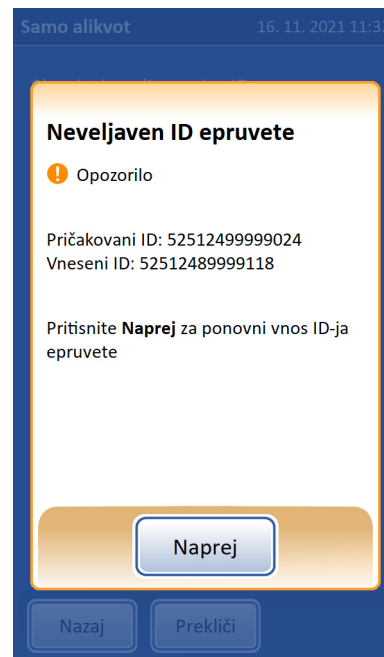 Samo alikvot 16. 11. 2021 11:32
Neveljaven ID epruvete
Opozorilo
Pričakovani ID: 52512499999024
Vneseni ID: 52512489999118
Pritisnite Naprej za ponovni vnos ID-ja
epruvete
Naprej
Nazaj Prekliči